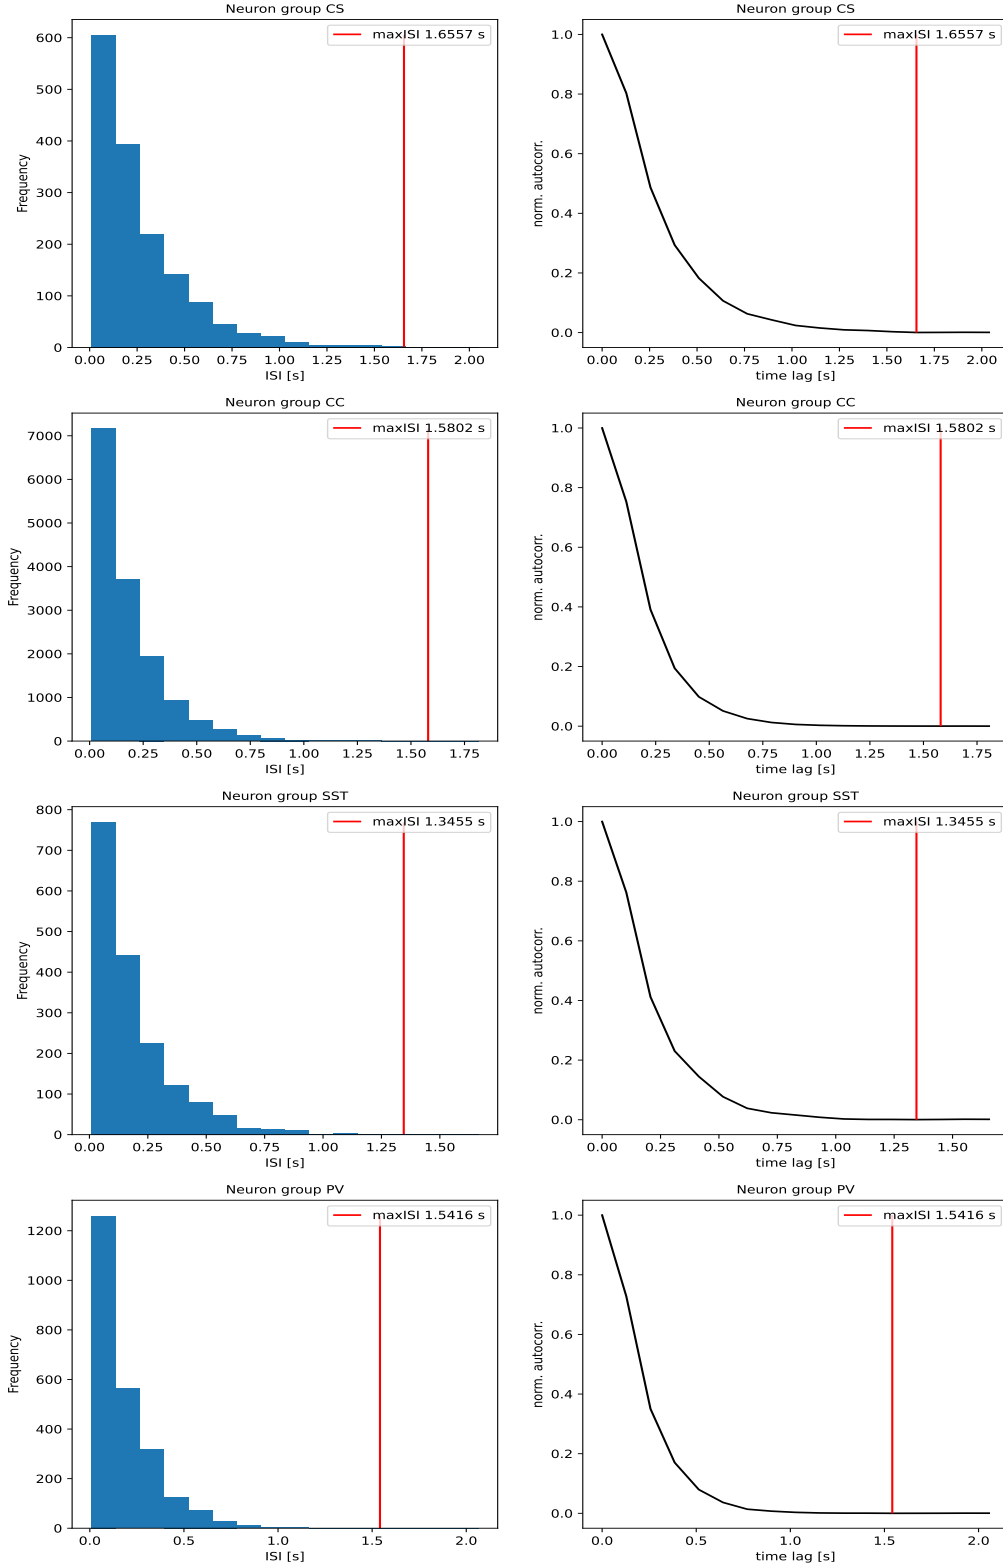 Neuron group CS
maxISI 1.6557 s
Frequency
600
500
400
300
200
100
0
0.00 0.25 0.50 0.75 1.00 1.25 1.50 1.75 2.00
ISI [s]
Neuron group CS
maxISI 1.6557 s
norm. autocorr.
1.0
0.8
0.6
0.4
0.2
0.0
0.00 0.25 0.50 0.75 1.00 1.25 1.50 1.75 2.00
time lag [s]
Neuron group CC
maxISI 1.5802 s
Frequency
7000
6000
5000
4000
3000
2000
1000
0
0.00 0.25 0.50 0.75 1.00 1.25 1.50 1.75
ISI [s]
Neuron group CC
maxISI 1.5802 s
norm. autocorr.
1.0
0.8
0.6
0.4
0.2
0.0
0.00 0.25 0.50 0.75 1.00 1.25 1.50 1.75
time lag [s]
Neuron group SST
maxISI 1.3455 s
Frequency
800
700
600
500
400
300
200
100
0
0.00 0.25 0.50 0.75 1.00 1.25 1.50
ISI [s]
Neuron group SST
maxISI 1.3455 s
norm. autocorr.
1.0
0.8
0.6
0.4
0.2
0.0
0.00 0.25 0.50 0.75 1.00 1.25 1.50
time lag [s]
Neuron group PV
maxISI 1.5416 s
Frequency
1200
1000
800
600
400
200
0
0.0 0.5 1.0 1.5 2.0
ISI [s]
Neuron group PV
maxISI 1.5416 s
norm. autocorr.
1.0
0.8
0.6
0.4
0.2
0.0
0.0 0.5 1.0 1.5 2.0
time lag [s]